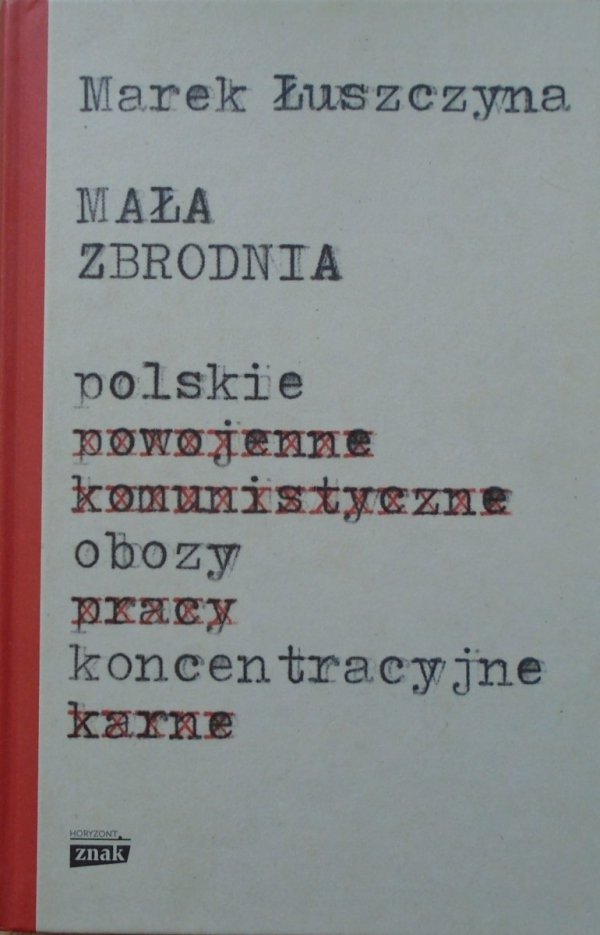 Marek Łuszczyna
MAŁA
ZBRODNIA
polskie
powojenne
komunistyczne
obozy
pracy
koncentracyjne
karne
HORYZONT.
znak